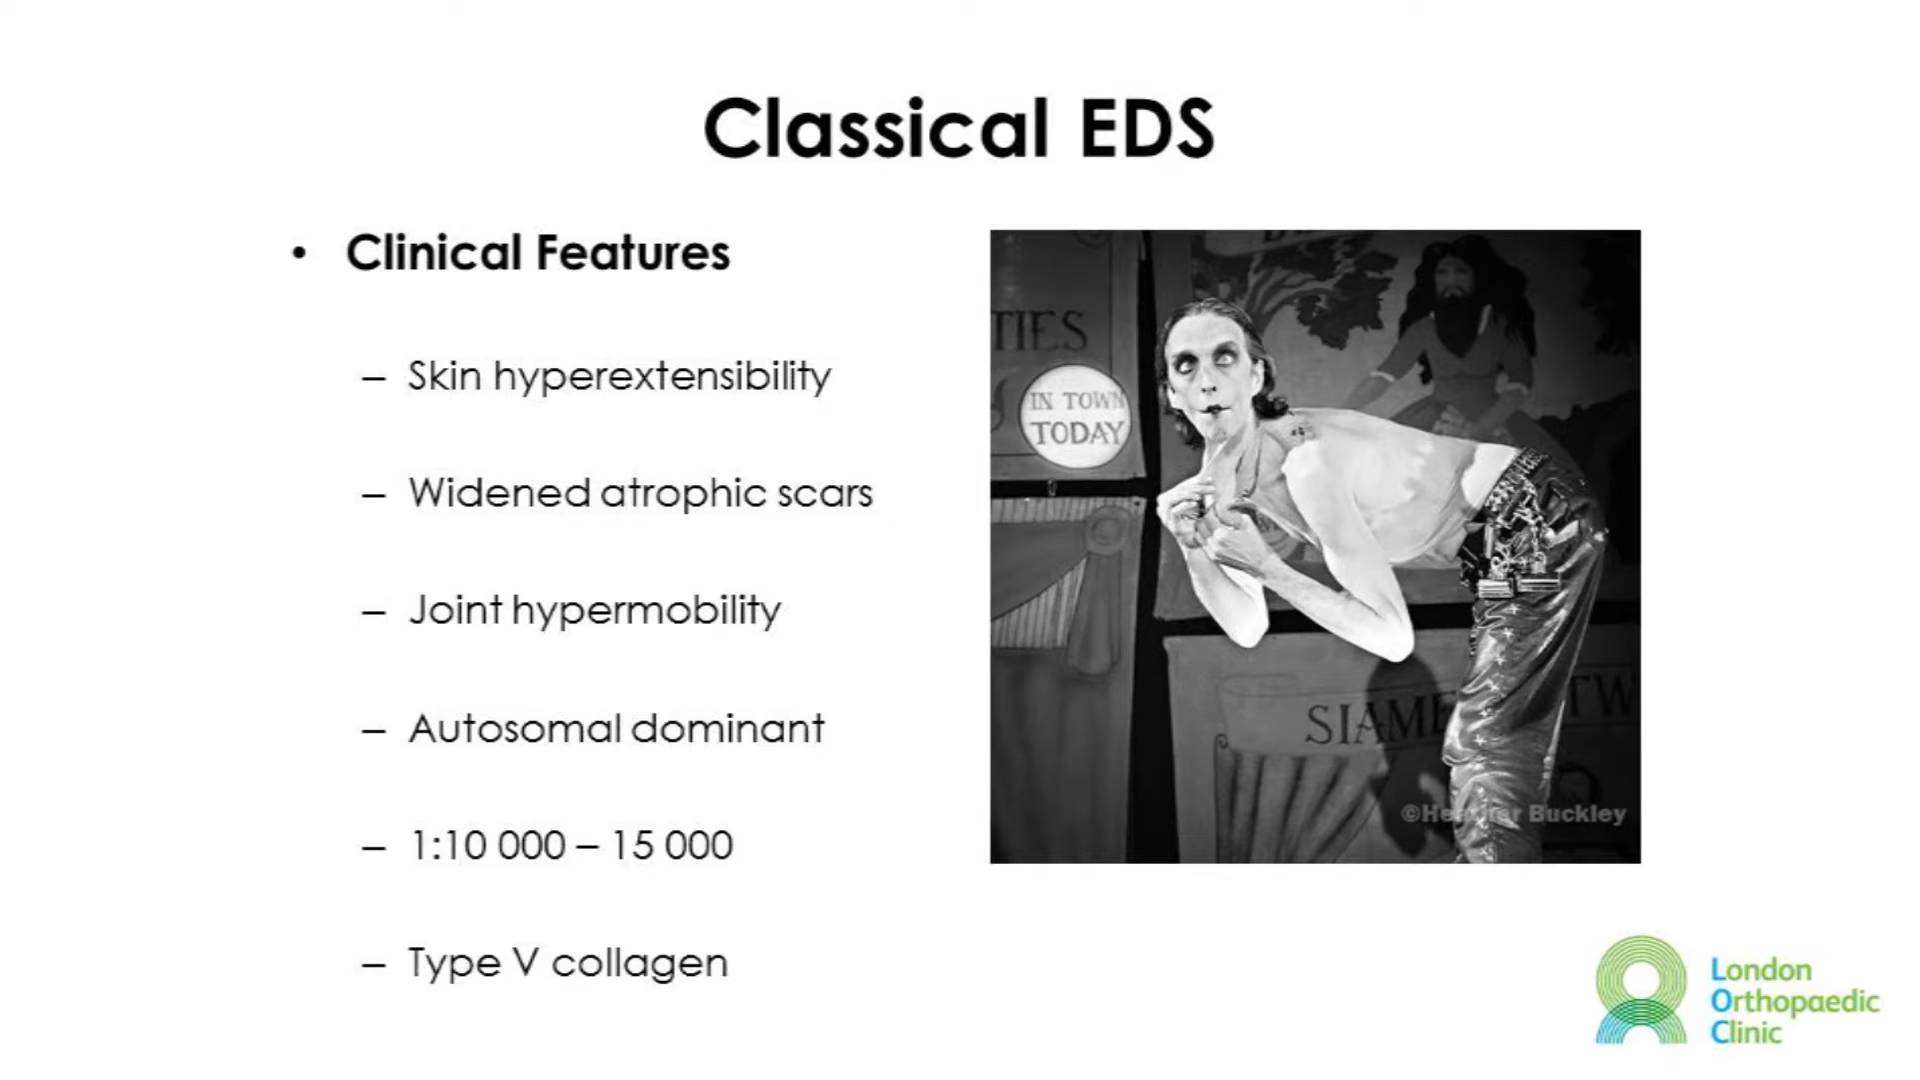 Classical EDS
• Clinical Features
– Skin hyperextensibility
– Widened atrophic scars
– Joint hypermobility
– Autosomal dominant
– 1:10 000 – 15 000
– Type V collagen
TIES
IN TOWN
TODAY
SIAME
TW
©Heather Buckley
London
Orthopaedic
Clinic